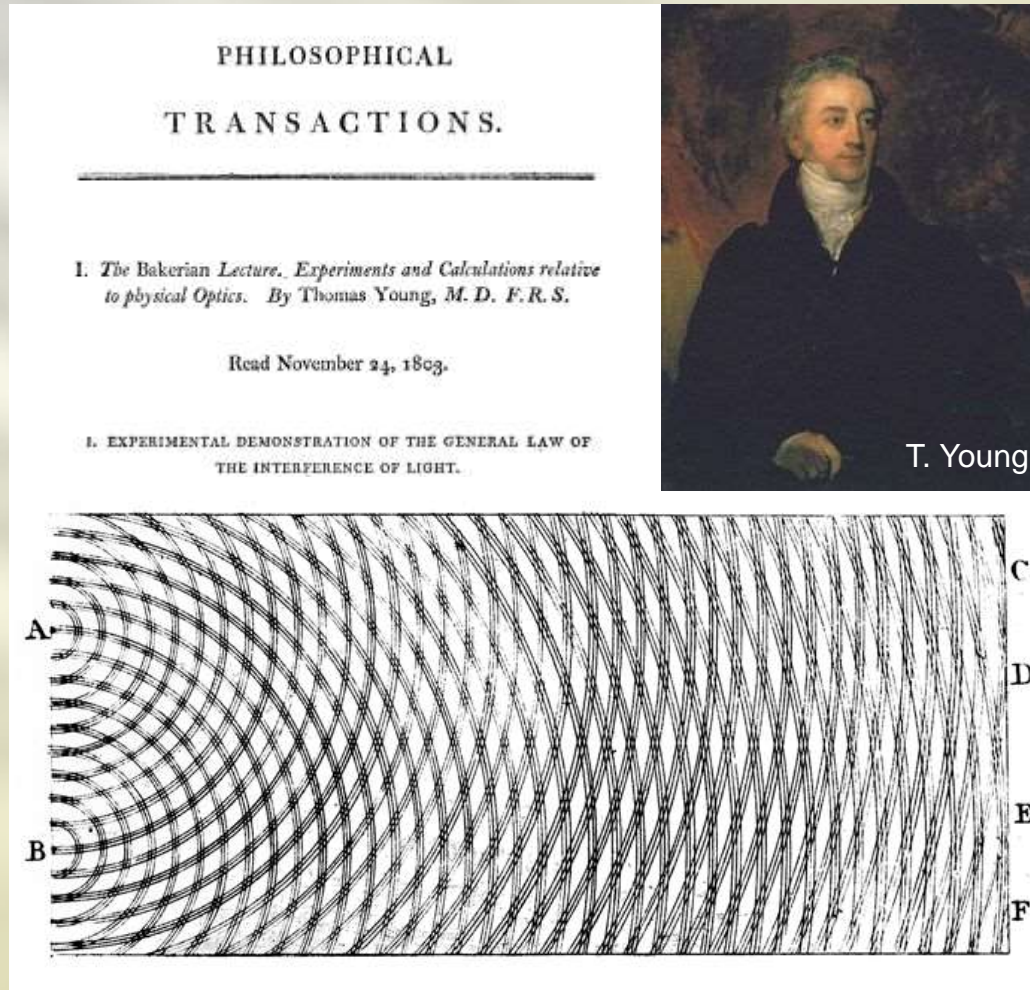 PHILOSOPHICAL
TRANSACTIONS.
I. The Bakerian Lecture. Experiments and Calculations relative
to physical Optics. By Thomas Young, M. D. F. R. S.
Read November 24, 1803.
I. EXPERIMENTAL DEMONSTRATION OF THE GENERAL LAW OF
THE INTERFERENCE OF LIGHT.
T. Young
A
B
C
D
E
F